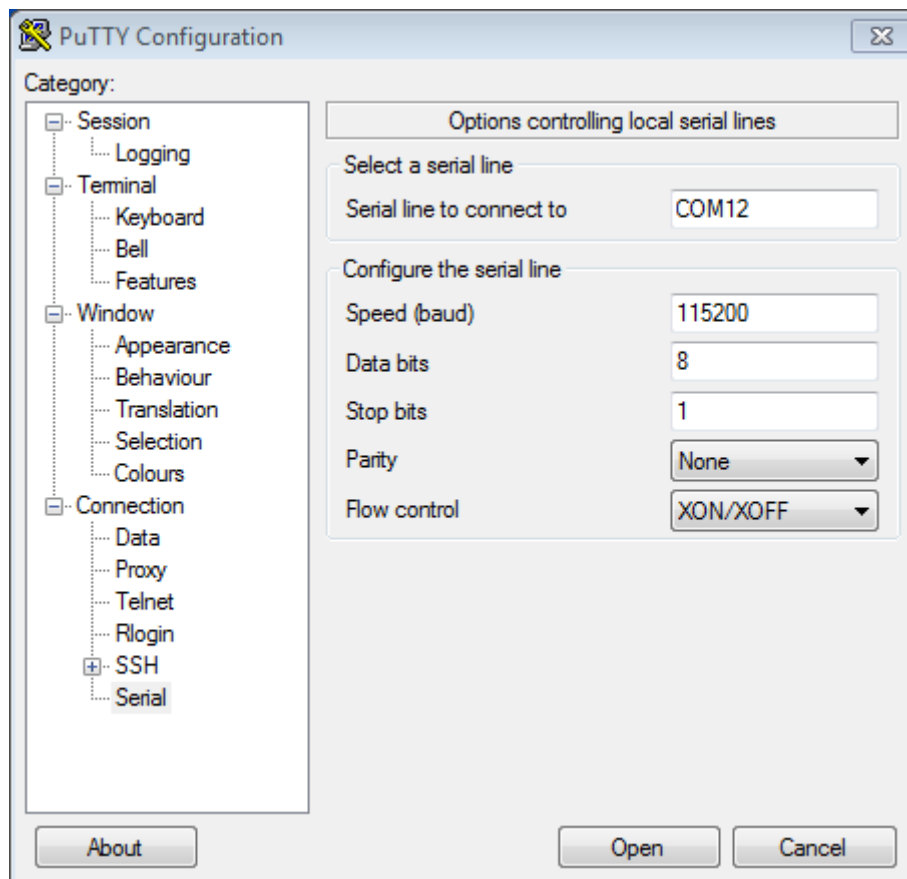 PuTTY Configuration
Category:
Session
Logging
Terminal
Keyboard
Bell
Features
Window
Appearance
Behaviour
Translation
Selection
Colours
Connection
Data
Proxy
Telnet
Rlogin
SSH
Serial
Options controlling local serial lines
Select a serial line
Serial line to connect to COM12
Configure the serial line
Speed (baud) 115200
Data bits 8
Stop bits 1
Parity None
Flow control XON/XOFF
About Open Cancel